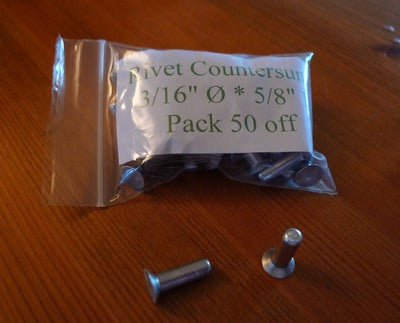 Rivet Countersun
3/16" Ø * 5/8"
Pack 50 off